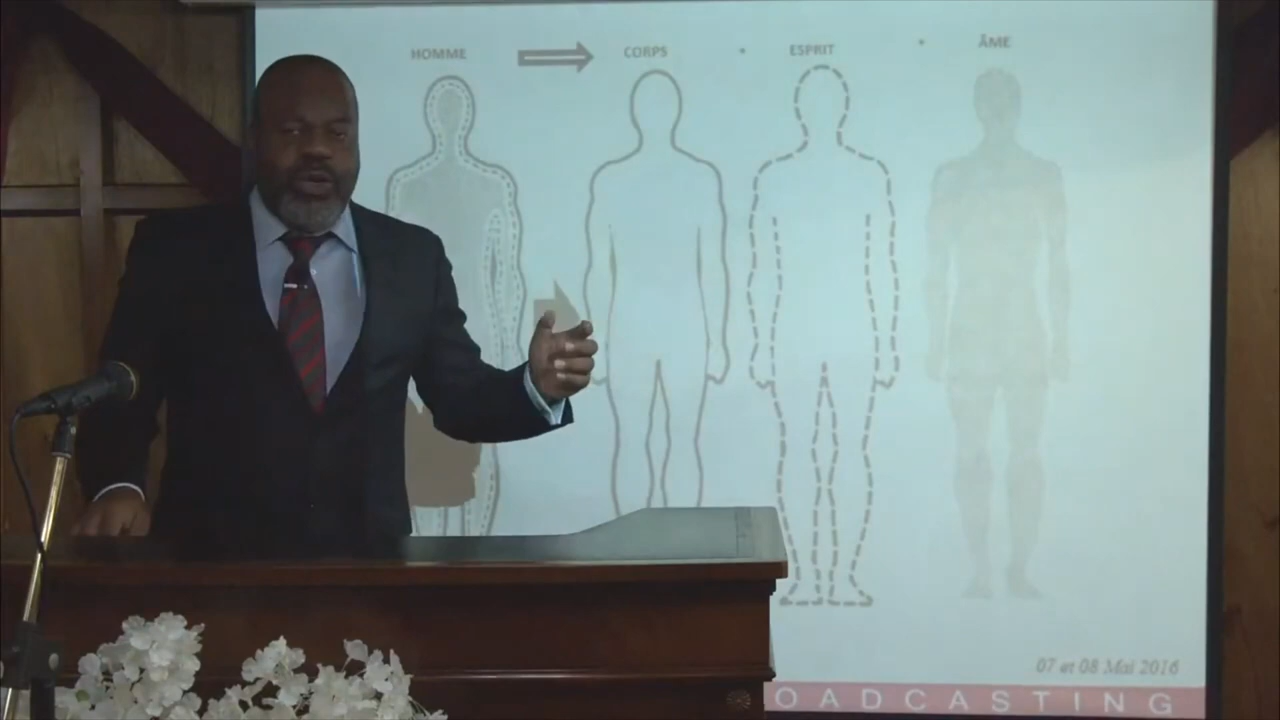 HOMME CORPS • ESPRIT • ÂME
07 et 08 Mai 2016
OADCASTING